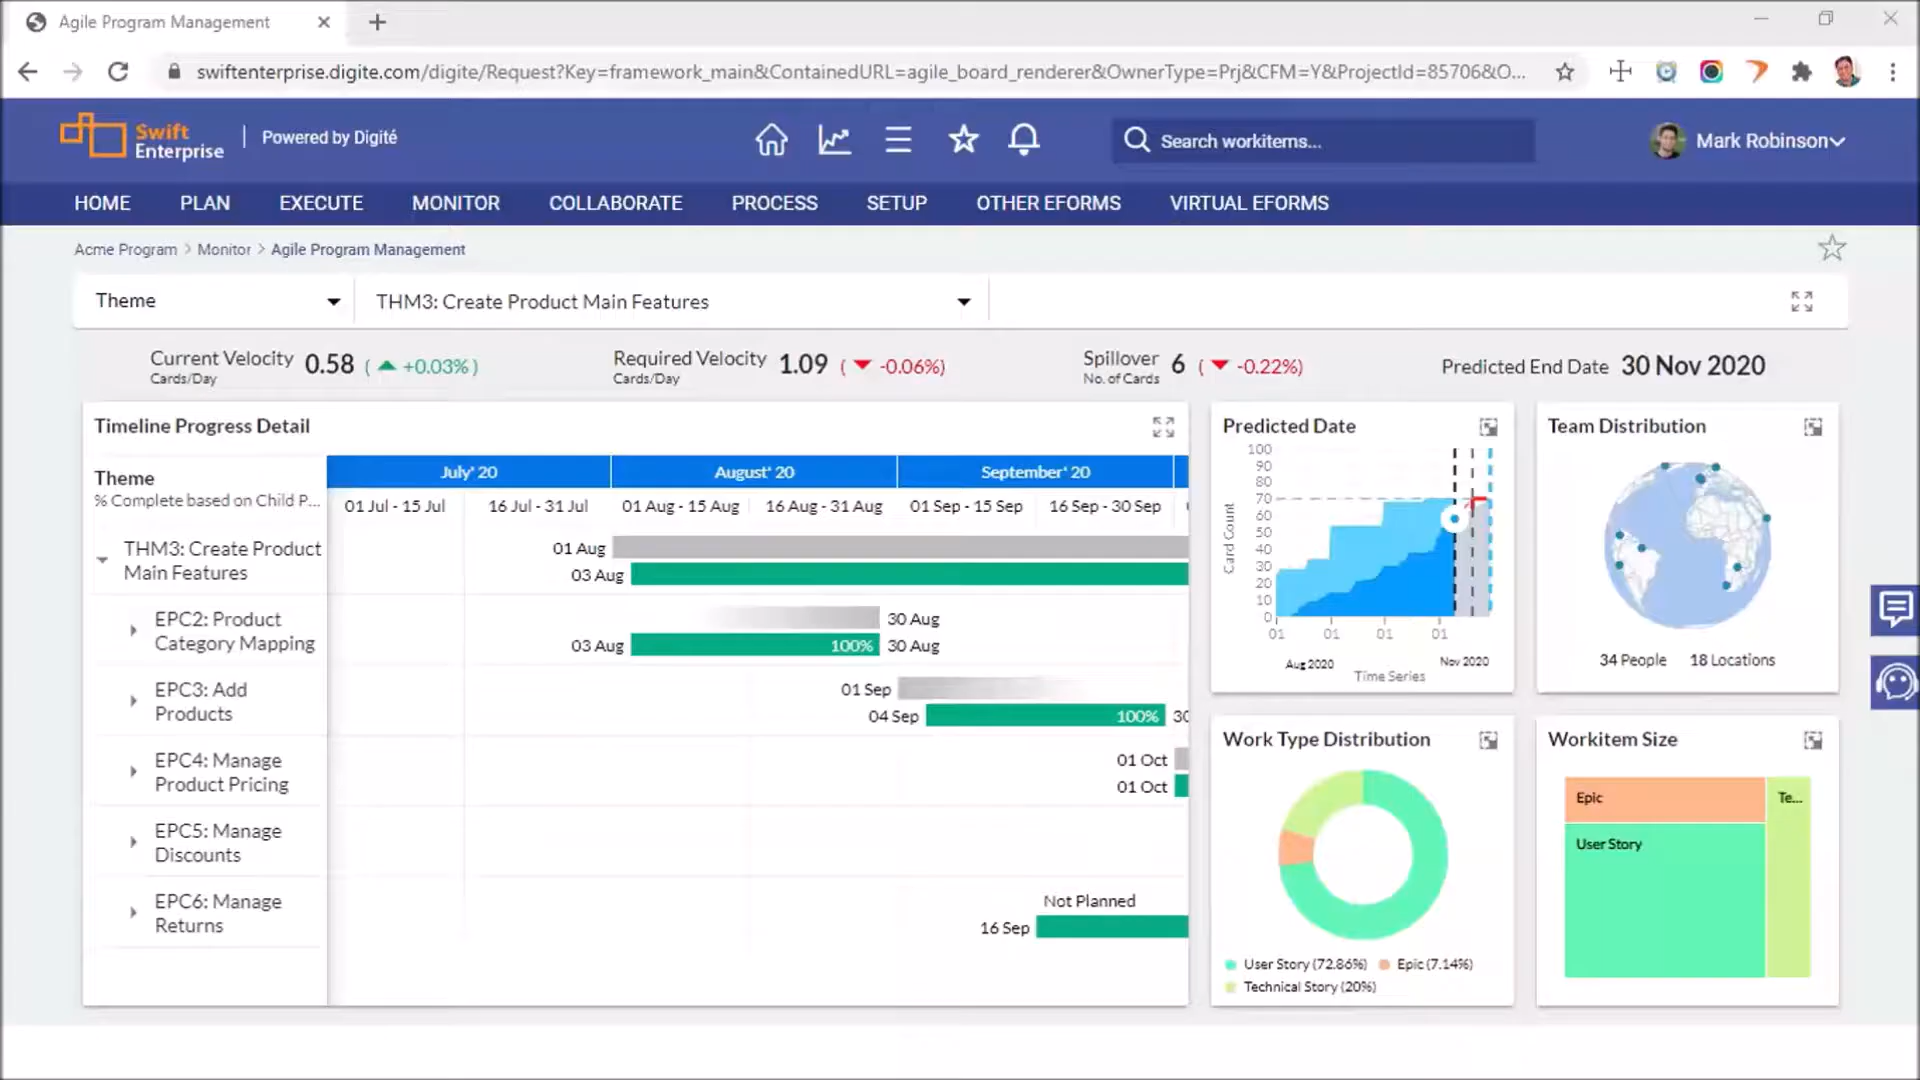 Agile Program Management
swiftenterprise.digite.com/digite/Request?Key=framework_main&ContainedURL=agile_board_renderer&OwnerType=Prj&CFM=Y&ProjectId=85706&O...
Swift
Enterprise
Powered by Digité
Search workitems...
Mark Robinson
HOME PLAN EXECUTE MONITOR COLLABORATE PROCESS SETUP OTHER EFORMS VIRTUAL EFORMS
Acme Program > Monitor > Agile Program Management
Theme THM3: Create Product Main Features
Current Velocity 0.58 ( +0.03% )
Cards/Day
Required Velocity 1.09 ( -0.06%)
Cards/Day
Spillover 6 ( -0.22%)
No. of Cards
Predicted End Date 30 Nov 2020
Timeline Progress Detail
Theme
% Complete based on Child P...
July' 20 August' 20 September' 20
01 Jul - 15 Jul 16 Jul - 31 Jul 01 Aug - 15 Aug 16 Aug - 31 Aug 01 Sep - 15 Sep 16 Sep - 30 Sep
THM3: Create Product
Main Features
01 Aug
03 Aug
EPC2: Product
Category Mapping
30 Aug
03 Aug 100% 30 Aug
EPC3: Add
Products
01 Sep
04 Sep 100% 30
EPC4: Manage
Product Pricing
01 Oct
01 Oct
EPC5: Manage
Discounts
EPC6: Manage
Returns
Not Planned
16 Sep
Predicted Date
Card Count
100
90
80
70
60
50
40
30
20
10
0
01 01 01 01
Aug 2020 Nov 2020
Time Series
Team Distribution
34 People 18 Locations
Work Type Distribution
User Story (72.86%) Epic (7.14%)
Technical Story (20%)
Workitem Size
Epic
Te...
User Story